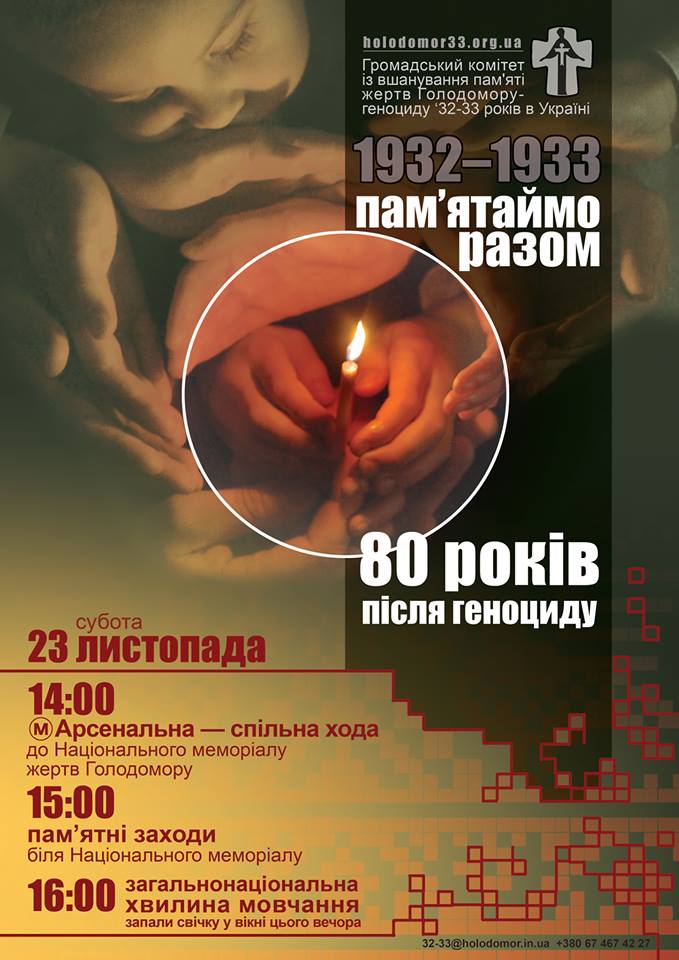 holodomor33.org.ua
Громадський комітет
із вшанування пам'яті
жертв Голодомору-
геноциду ‘32-33 років в Україні
1932–1933
пам’ятаймо
разом
80 років
після геноциду
субота
23 листопада
14:00
М Арсенальна — спільна хода
до Національного меморіалу
жертв Голодомору
15:00
пам’ятні заходи
біля Національного меморіалу
16:00 загальнонаціональна
хвилина мовчання
запали свічку у вікні цього вечора
32-33@holodomor.in.ua +380 67 467 42 27